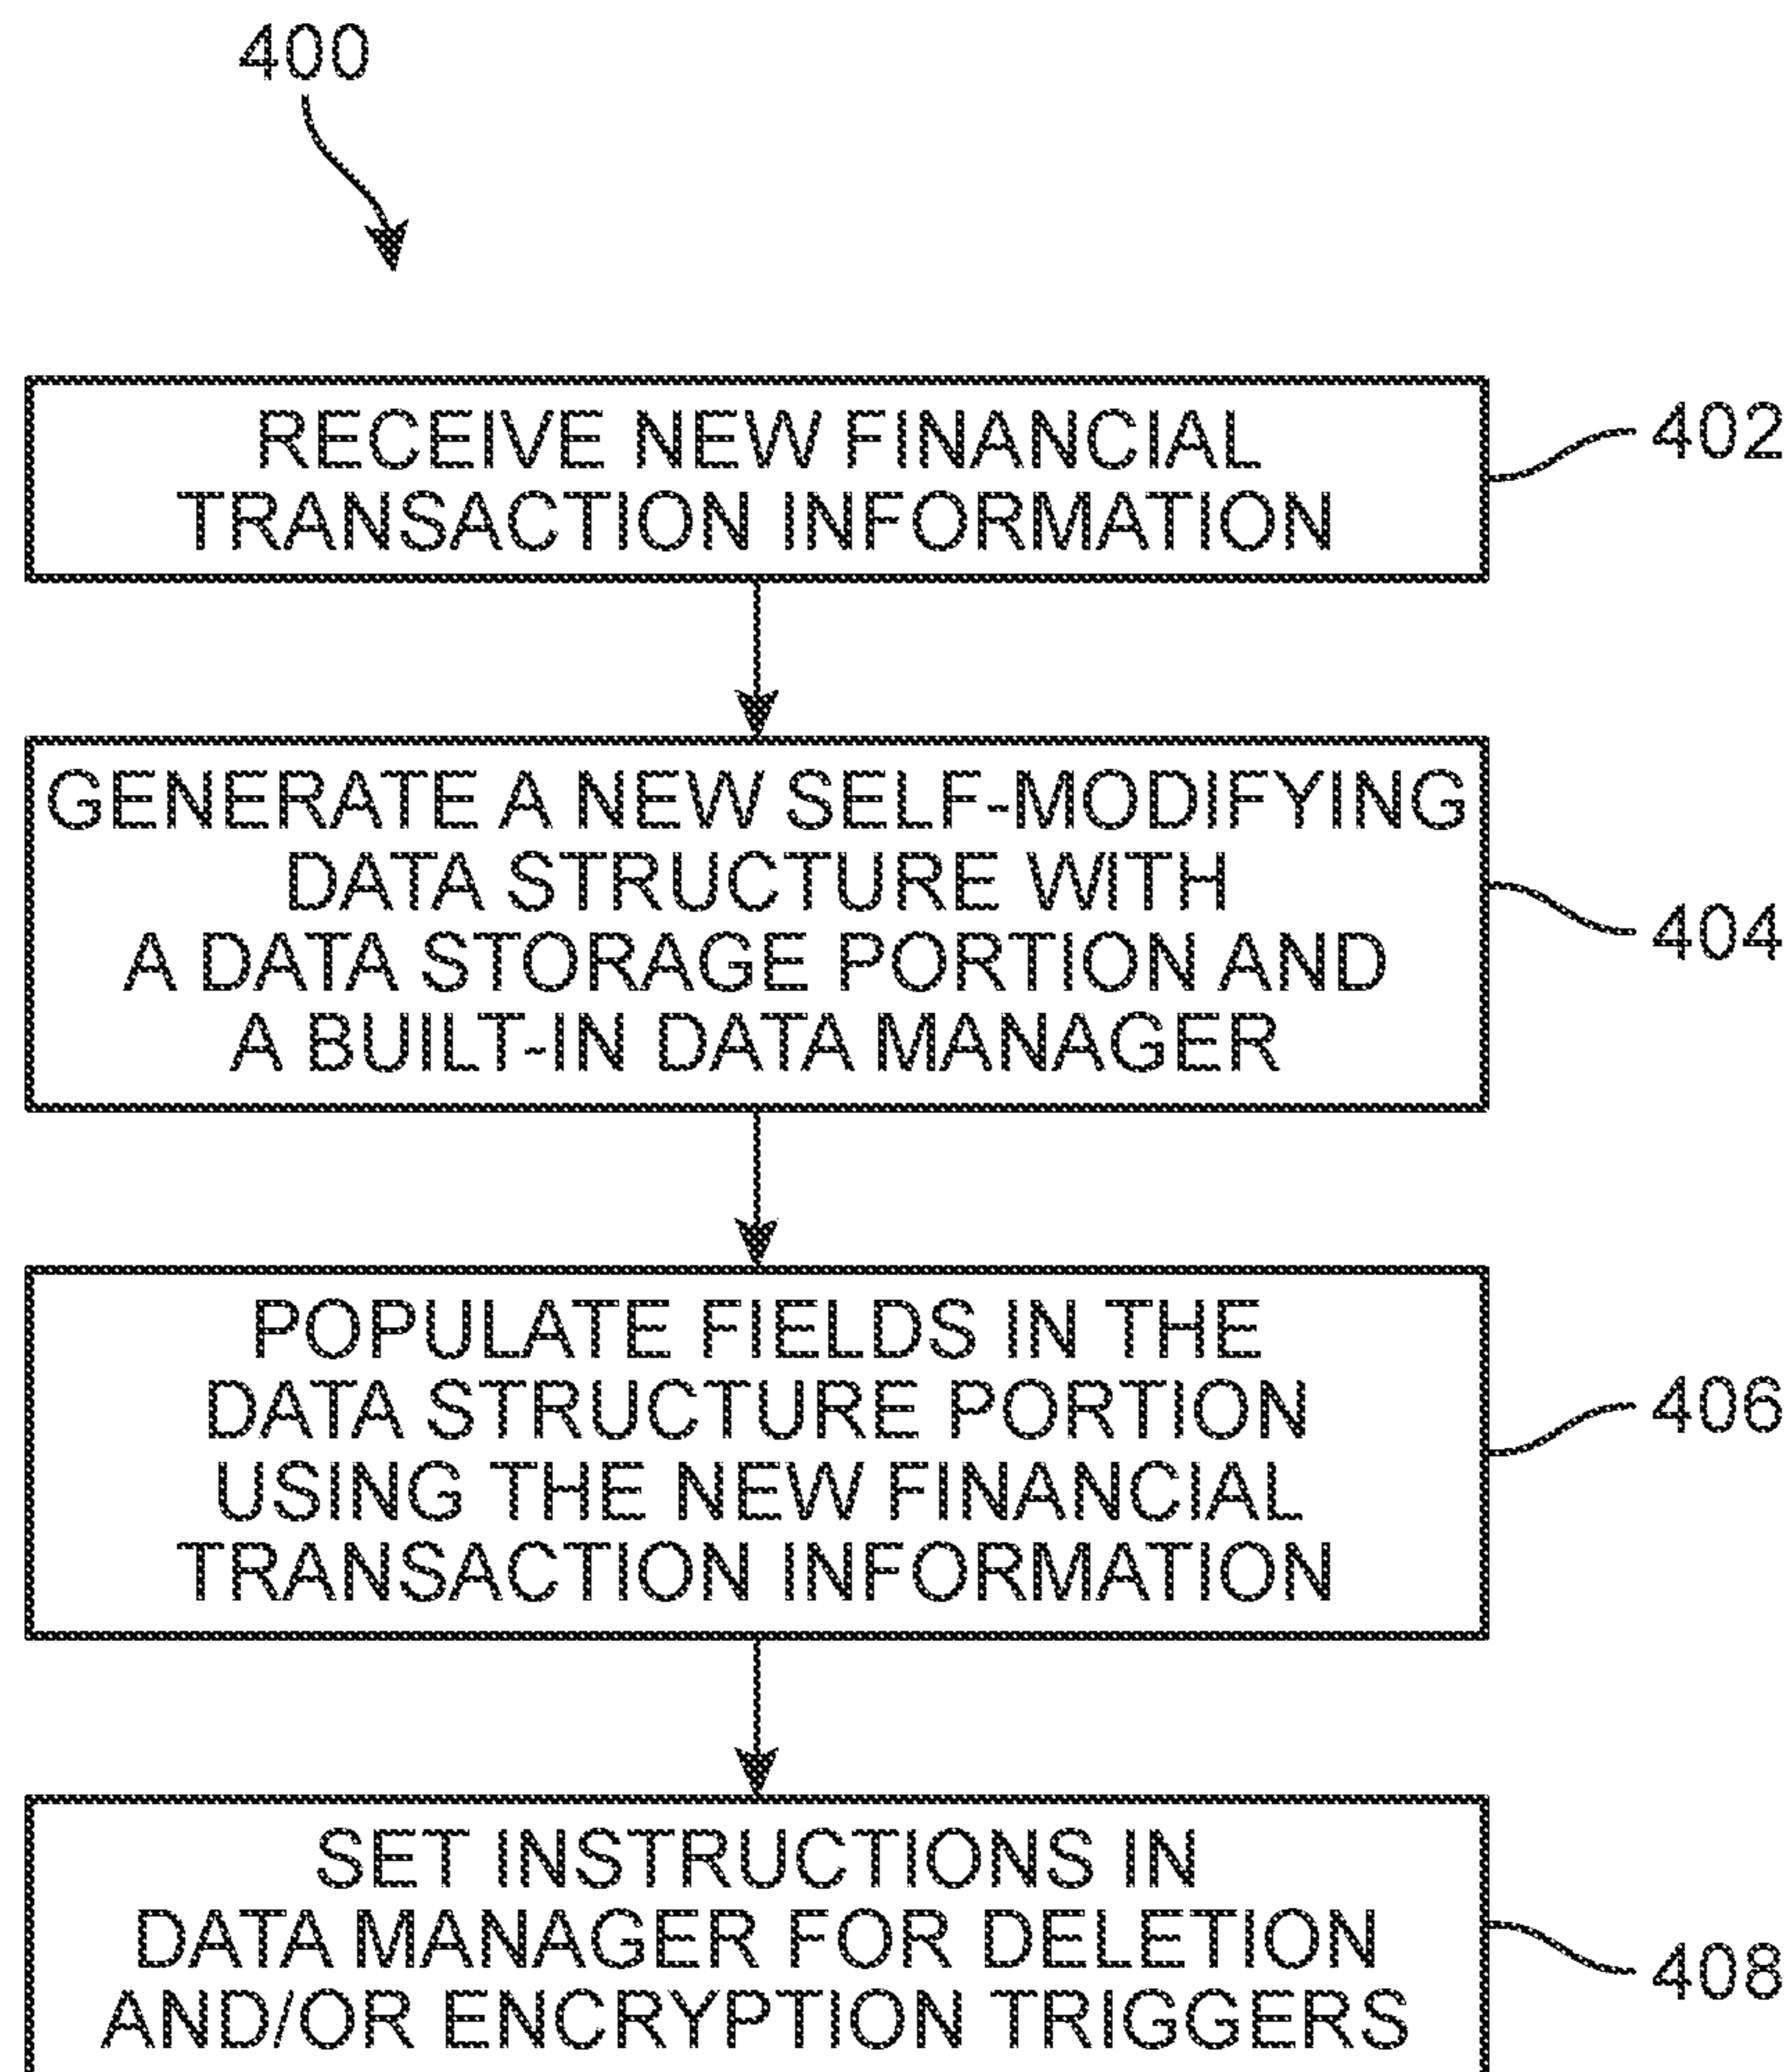 400
RECEIVE NEW FINANCIAL
TRANSACTION INFORMATION
402
GENERATE A NEW SELF-MODIFYING
DATA STRUCTURE WITH
A DATA STORAGE PORTION AND
A BUILT-IN DATA MANAGER
404
POPULATE FIELDS IN THE
DATA STRUCTURE PORTION
USING THE NEW FINANCIAL
TRANSACTION INFORMATION
406
SET INSTRUCTIONS IN
DATA MANAGER FOR DELETION
AND/OR ENCRYPTION TRIGGERS
408